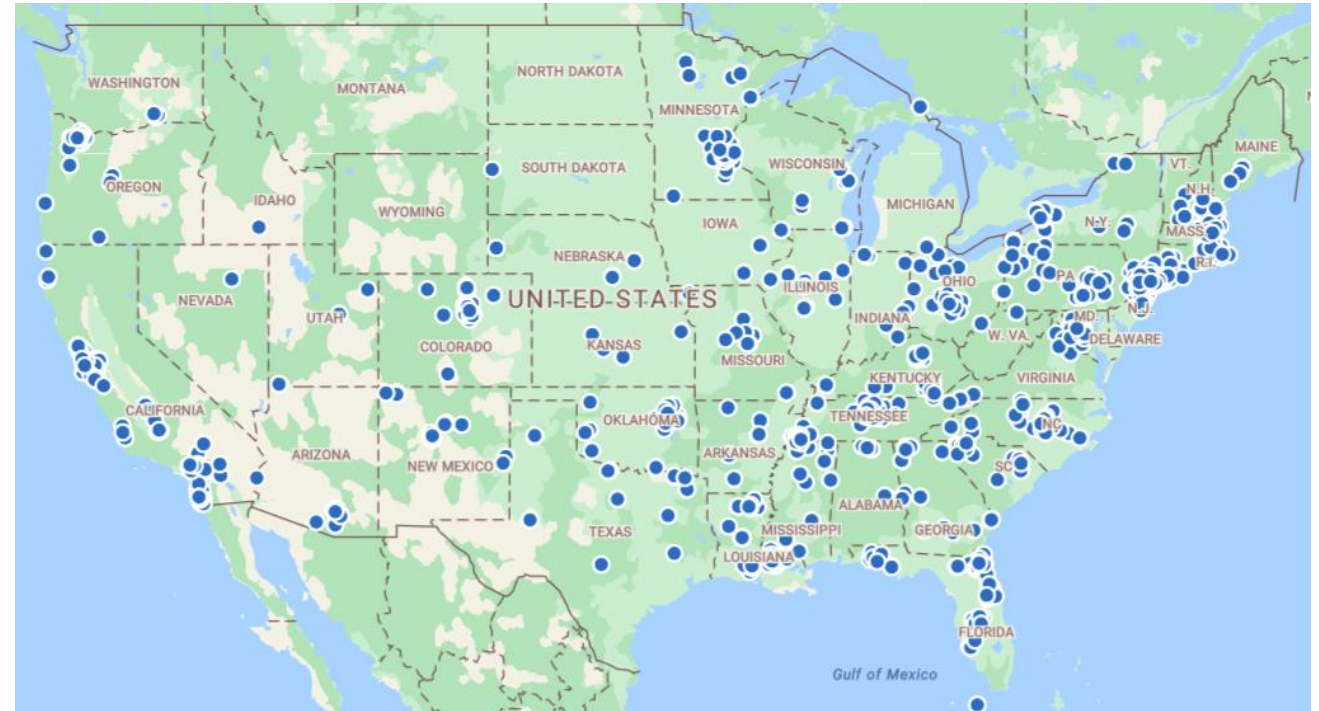 WASHINGTON
MONTANA
NORTH DAKOTA
MINNESOTA
MAINE
VT.
SOUTH DAKOTA
WISCONSIN
OREGON
IDAHO
WYOMING
MICHIGAN
N.H.
N.Y.
MASS.
IOWA
NEBRASKA
R.I.
PA
OHIO
ILLINOIS
UNITED STATES
NEVADA
UTAH
INDIANA
N.J.
MD.
COLORADO
KANSAS
MISSOURI
W. VA.
DELAWARE
KENTUCKY
VIRGINIA
CALIFORNIA
OKLAHOMA
TENNESSEE
NC
ARIZONA
NEW MEXICO
ARKANSAS
SC
ALABAMA
TEXAS
MISSISSIPPI
GEORGIA
LOUISIANA
FLORIDA
Gulf of Mexico